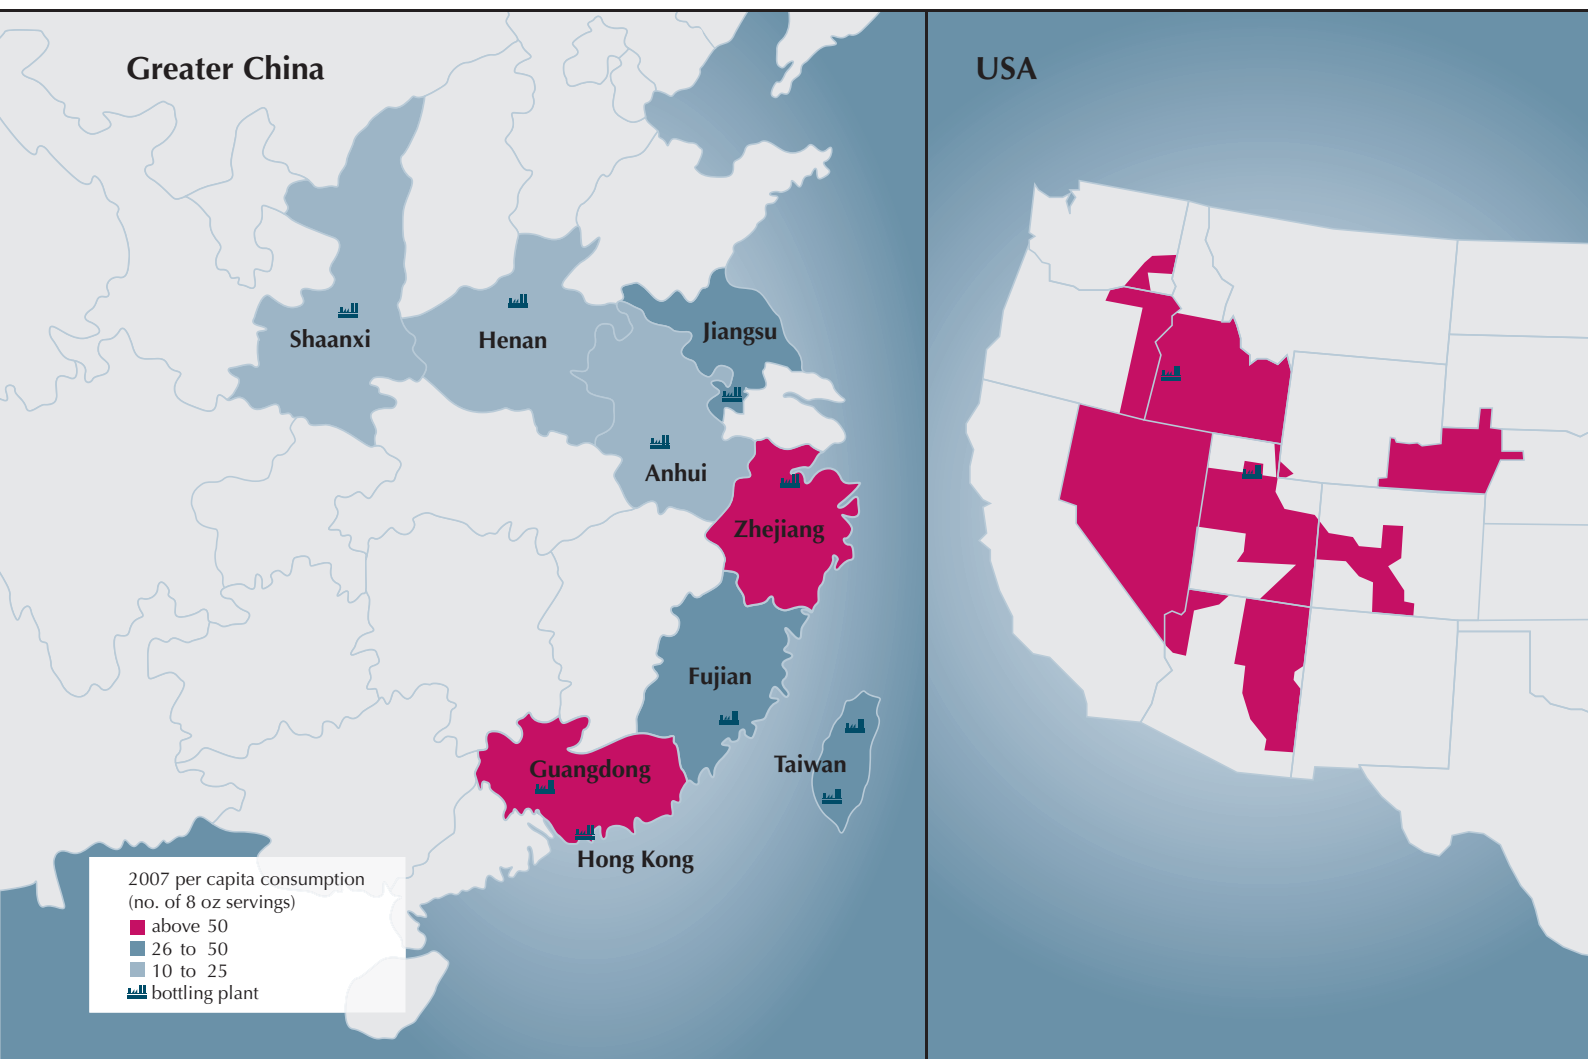 Greater China
USA
Shaanxi
Henan
Jiangsu
Anhui
Zhejiang
Fujian
Guangdong
Taiwan
Hong Kong
2007 per capita consumption
(no. of 8 oz servings)
above 50
26 to 50
10 to 25
bottling plant